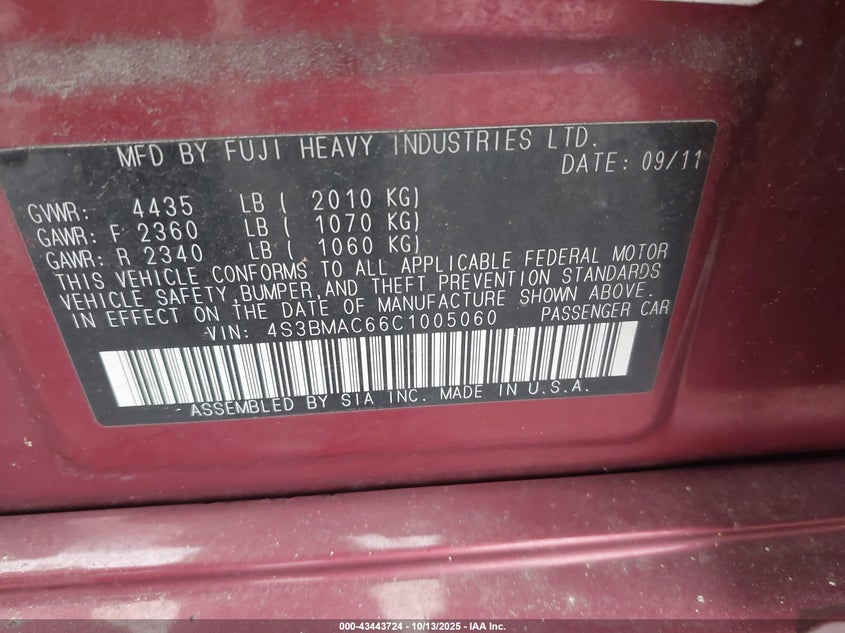 MFD BY FUJI HEAVY INDUSTRIES LTD.
DATE: 09/11
GVWR: 4435 LB ( 2010 KG)
GAWR: F 2360 LB ( 1070 KG)
GAWR: R 2340 LB ( 1060 KG)
THIS VEHICLE CONFORMS TO ALL APPLICABLE FEDERAL MOTOR
VEHICLE SAFETY,BUMPER,AND THEFT PREVENTION STANDARDS
IN EFFECT ON THE DATE OF MANUFACTURE SHOWN ABOVE.
VIN: 4S3BMAC66C1005060 PASSENGER CAR
ASSEMBLED BY SIA INC. MADE IN U.S.A.
000-43443724 - 10/13/2025 - IAA Inc.